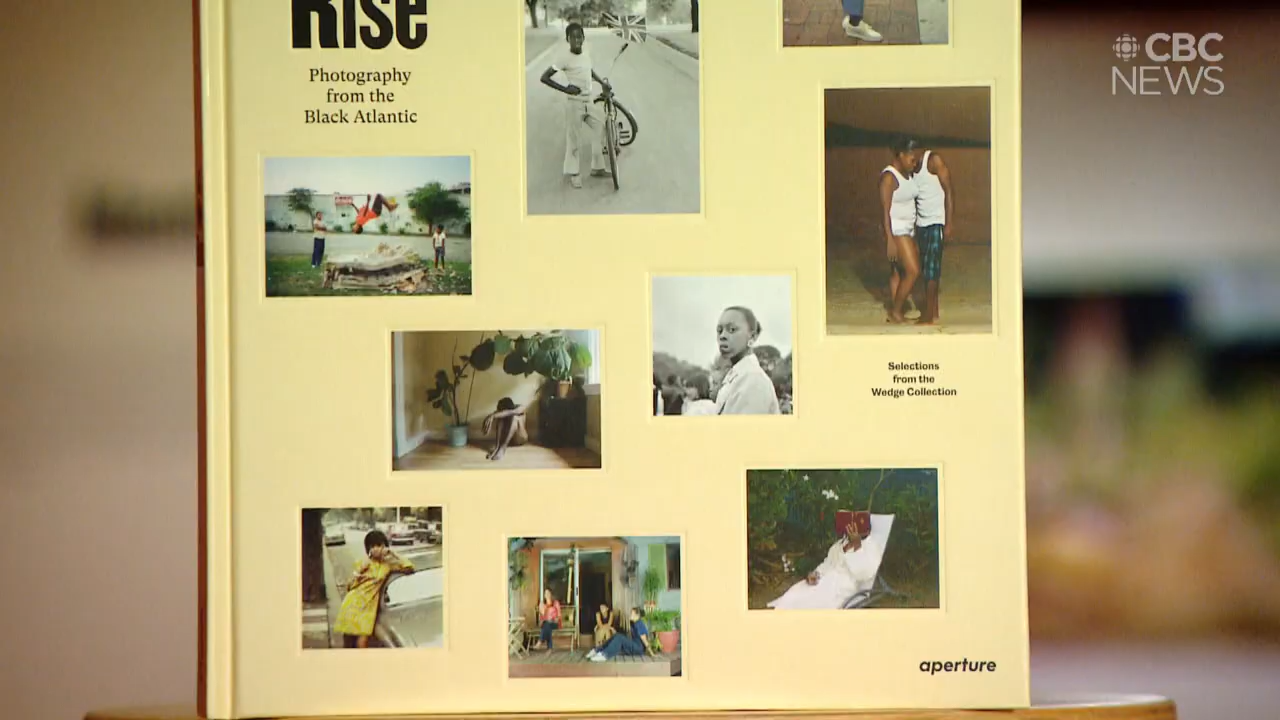 Rise
Photography
from the
Black Atlantic
CBC
NEWS
Selections
from the
Wedge Collection
aperture